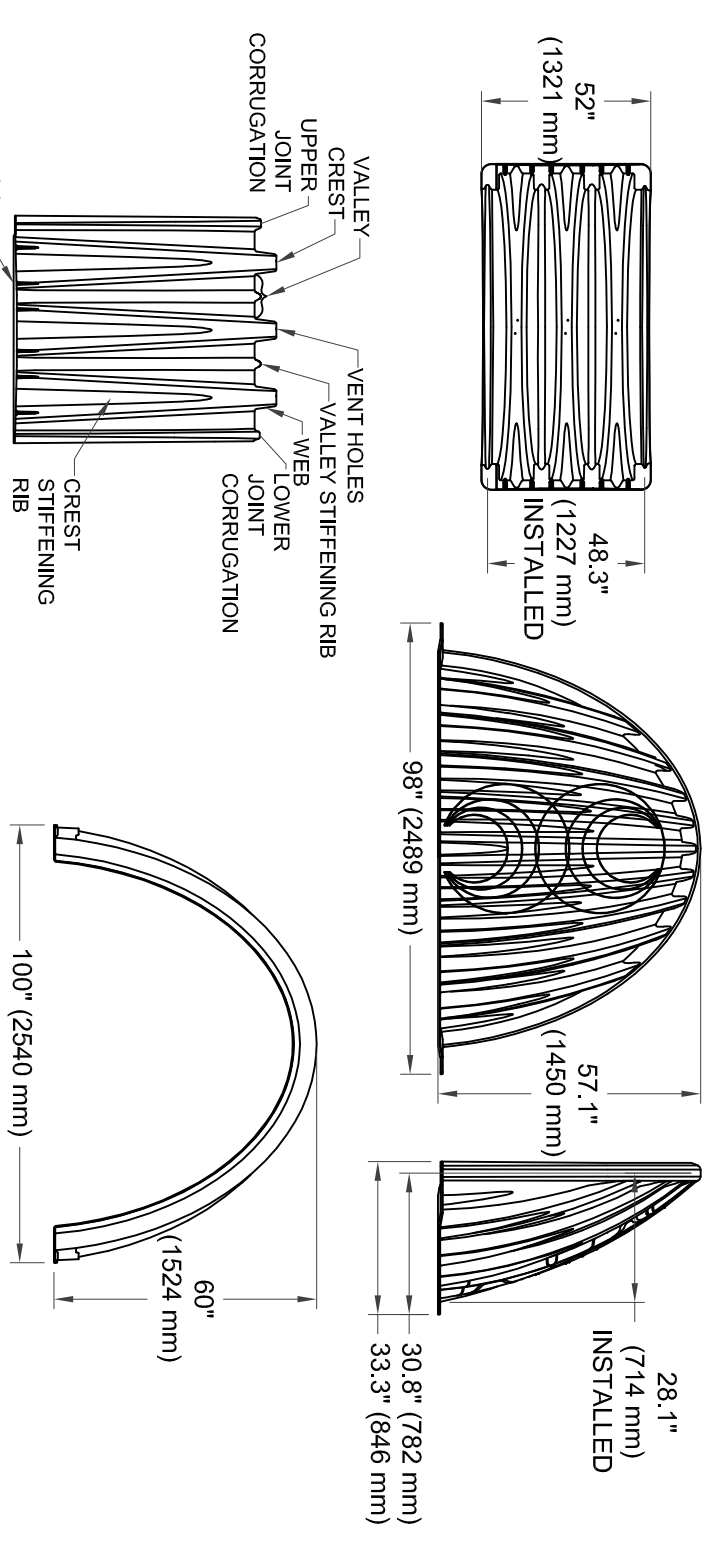 52"
(1321 mm)
48.3"
(1227 mm)
INSTALLED
98" (2489 mm)
57.1"
(1450 mm)
28.1"
(714 mm)
INSTALLED
30.8" (782 mm)
33.3" (846 mm)
VALLEY
CREST
UPPER
JOINT
CORRUGATION
VENT HOLES
VALLEY STIFFENING RIB
WEB
LOWER
JOINT
CORRUGATION
CREST
STIFFENING
RIB
60"
(1524 mm)
100" (2540 mm)